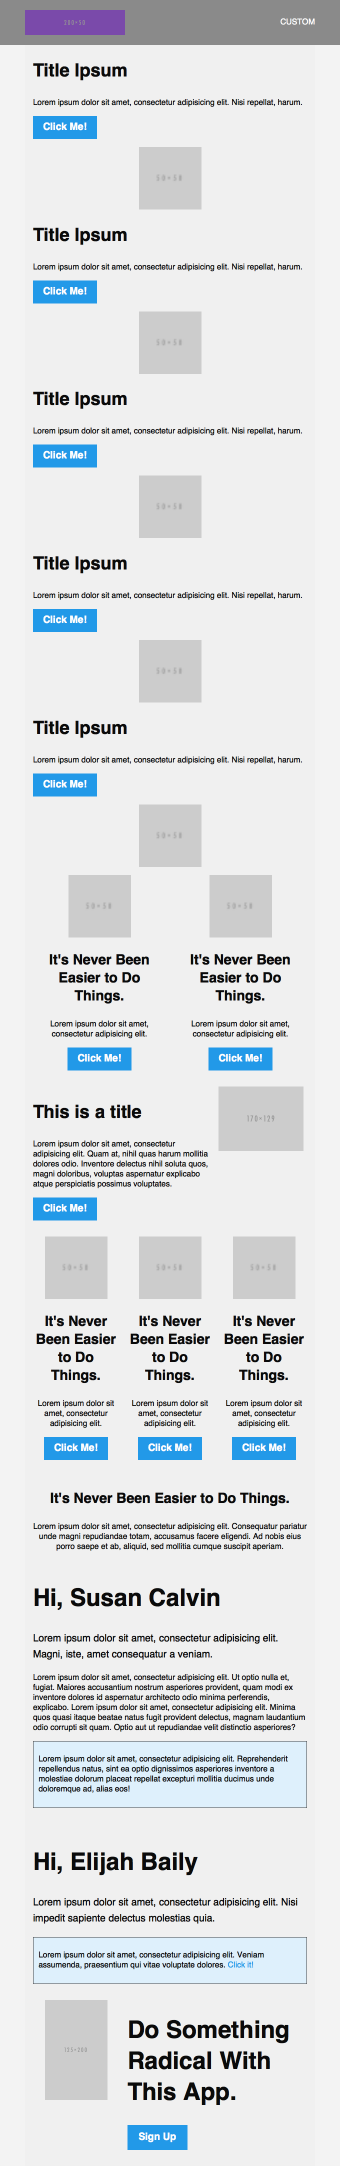 200×50
CUSTOM
Title Ipsum
Lorem ipsum dolor sit amet, consectetur adipisicing elit. Nisi repellat, harum.
Click Me!
50×50
Title Ipsum
Lorem ipsum dolor sit amet, consectetur adipisicing elit. Nisi repellat, harum.
Click Me!
50×50
Title Ipsum
Lorem ipsum dolor sit amet, consectetur adipisicing elit. Nisi repellat, harum.
Click Me!
50×50
Title Ipsum
Lorem ipsum dolor sit amet, consectetur adipisicing elit. Nisi repellat, harum.
Click Me!
50×50
Title Ipsum
Lorem ipsum dolor sit amet, consectetur adipisicing elit. Nisi repellat, harum.
Click Me!
50×50
50×50
It's Never Been
Easier to Do
Things.
Lorem ipsum dolor sit amet,
consectetur adipisicing elit.
Click Me!
50×50
It's Never Been
Easier to Do
Things.
Lorem ipsum dolor sit amet,
consectetur adipisicing elit.
Click Me!
This is a title
Lorem ipsum dolor sit amet, consectetur
adipisicing elit. Quam at, nihil quas harum mollitia
dolores odio. Inventore delectus nihil soluta quos,
magni doloribus, voluptas aspernatur explicabo
atque perspiciatis possimus voluptates.
Click Me!
170×129
50×50
It's Never
Been Easier
to Do
Things.
Lorem ipsum dolor sit
amet, consectetur
adipisicing elit.
Click Me!
50×50
It's Never
Been Easier
to Do
Things.
Lorem ipsum dolor sit
amet, consectetur
adipisicing elit.
Click Me!
50×50
It's Never
Been Easier
to Do
Things.
Lorem ipsum dolor sit
amet, consectetur
adipisicing elit.
Click Me!
It's Never Been Easier to Do Things.
Lorem ipsum dolor sit amet, consectetur adipisicing elit. Consequatur pariatur
unde magni repudiandae totam, accusamus facere eligendi. Ad nobis eius
porro saepe et ab, aliquid, sed mollitia cumque suscipit aperiam.
Hi, Susan Calvin
Lorem ipsum dolor sit amet, consectetur adipisicing elit.
Magni, iste, amet consequatur a veniam.
Lorem ipsum dolor sit amet, consectetur adipisicing elit. Ut optio nulla et,
fugiat. Maiores accusantium nostrum asperiores provident, quam modi ex
inventore dolores id aspernatur architecto odio minima perferendis,
explicabo. Lorem ipsum dolor sit amet, consectetur adipisicing elit. Minima
quos quasi itaque beatae natus fugit provident delectus, magnam laudantium
odio corrupti sit quam. Optio aut ut repudiandae velit distinctio asperiores?
Lorem ipsum dolor sit amet, consectetur adipisicing elit. Reprehenderit
repellendus natus, sint ea optio dignissimos asperiores inventore a
molestiae dolorum placeat repellat excepturi mollitia ducimus unde
doloremque ad, alias eos!
Hi, Elijah Baily
Lorem ipsum dolor sit amet, consectetur adipisicing elit. Nisi
impedit sapiente delectus molestias quia.
Lorem ipsum dolor sit amet, consectetur adipisicing elit. Veniam
assumenda, praesentium qui vitae voluptate dolores. Click it!
Do Something
Radical With
This App.
Sign Up